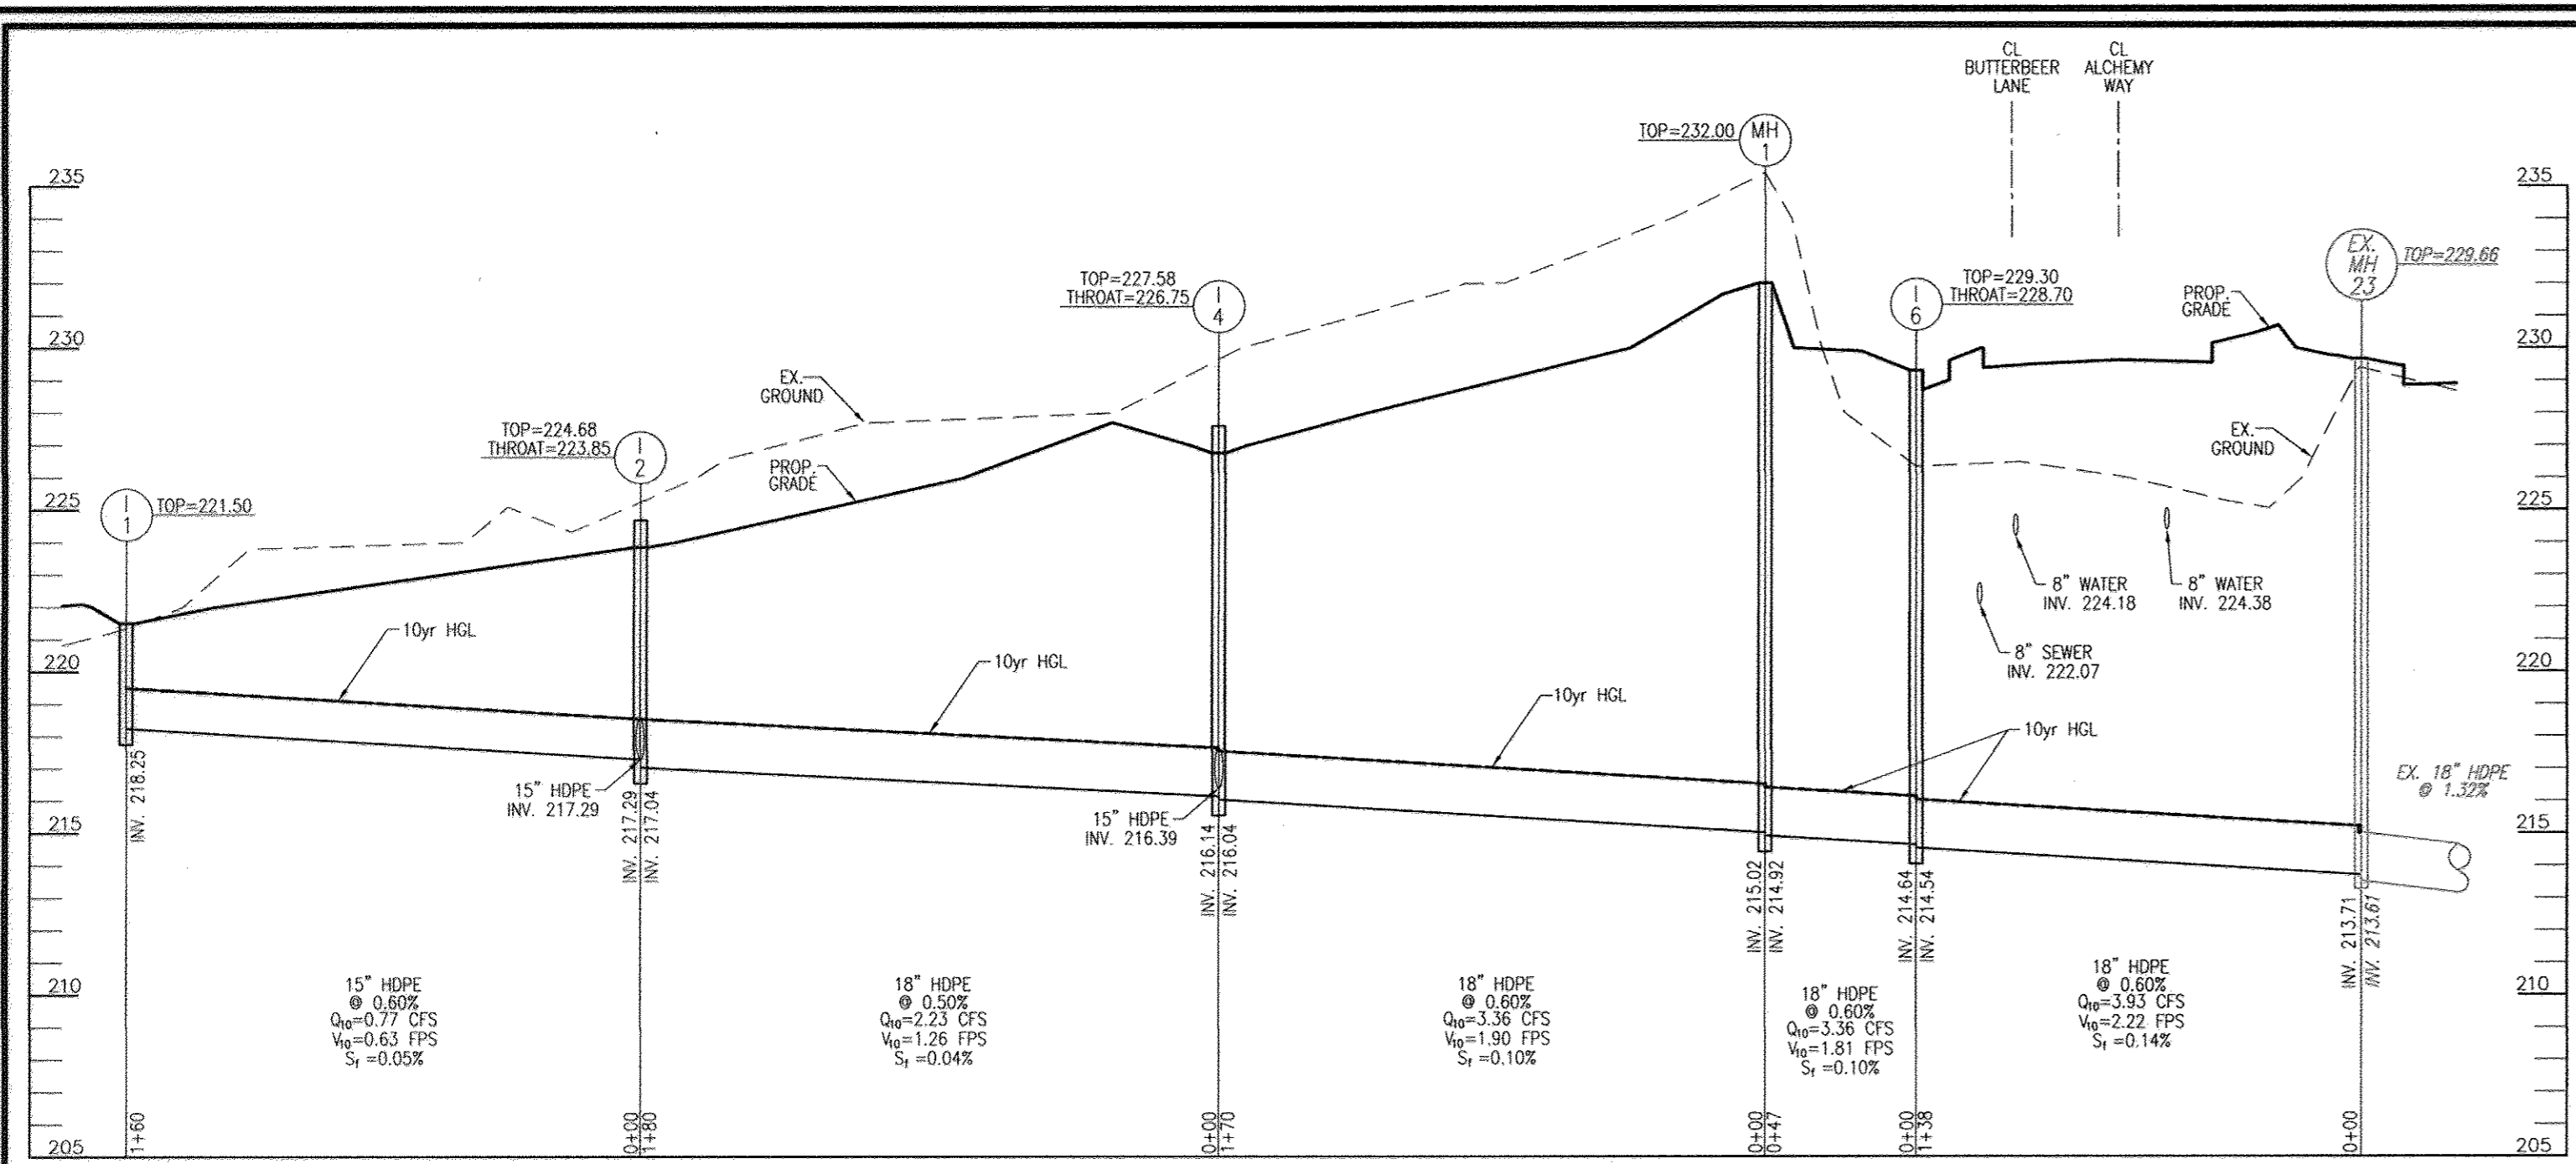 CL
BUTTERBEER
LANE
CL
ALCHEMY
WAY
TOP=232.00
MH
1
235
235
EX.
MH
23
TOP=229.66
TOP=227.58
THROAT=226.75
I
4
TOP=229.30
THROAT=228.70
I
6
PROP.
GRADE
230
230
EX.
GROUND
TOP=224.68
THROAT=223.85
I
2
EX.
GROUND
PROP.
GRADE
225
225
I
1
TOP=221.50
8" WATER
INV. 224.18
8" WATER
INV. 224.38
10yr HGL
8" SEWER
INV. 222.07
220
220
10yr HGL
10yr HGL
10yr HGL
EX. 18" HDPE
@ 1.32%
15" HDPE
INV. 217.29
15" HDPE
INV. 216.39
215
215
INV. 218.25
INV. 217.29
INV. 217.04
INV. 216.14
INV. 216.04
INV. 215.02
INV. 214.92
INV. 214.64
INV. 214.54
INV. 213.71
INV. 213.61
210
210
15" HDPE
@ 0.60%
Q10=0.77 CFS
V10=0.63 FPS
Sf =0.05%
18" HDPE
@ 0.50%
Q10=2.23 CFS
V10=1.26 FPS
Sf =0.04%
18" HDPE
@ 0.60%
Q10=3.36 CFS
V10=1.90 FPS
Sf =0.10%
18" HDPE
@ 0.60%
Q10=3.36 CFS
V10=1.81 FPS
Sf =0.10%
18" HDPE
@ 0.60%
Q10=3.93 CFS
V10=2.22 FPS
Sf =0.14%
205
205
1+60
0+00
1+80
0+00
1+70
0+00
0+47
0+00
1+38
0+00